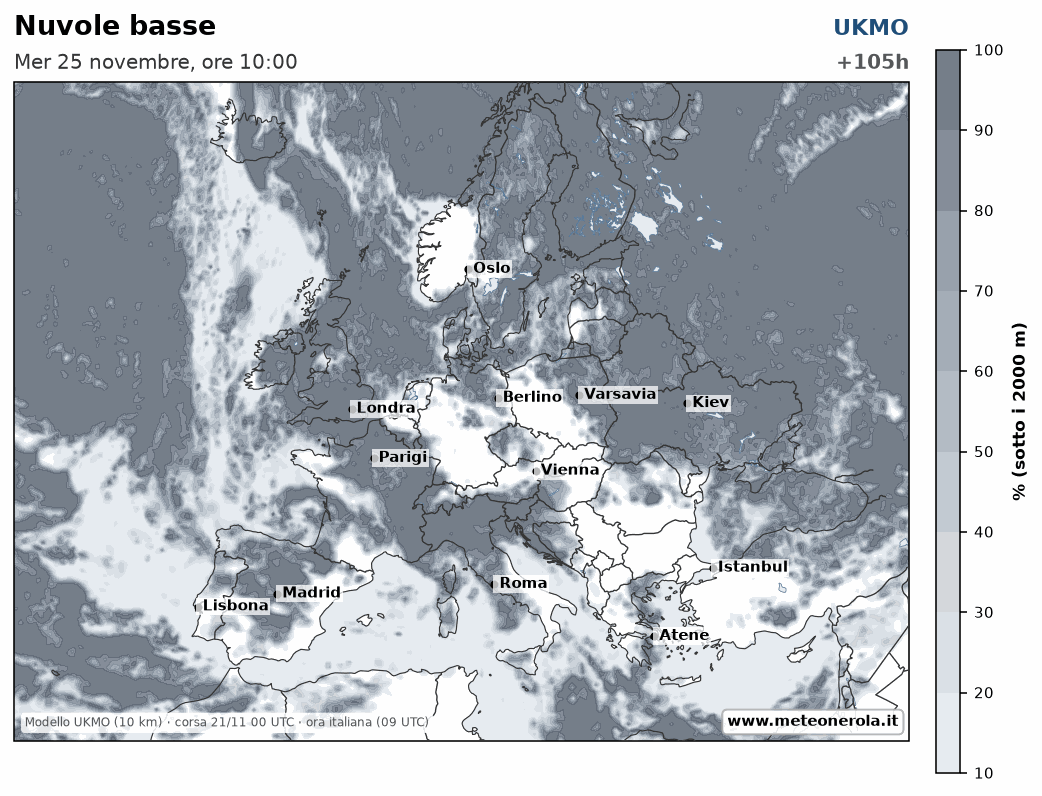 Nuvole basse
UKMO
Mer 25 novembre, ore 10:00
+105h
100
90
80
70
60
50
40
30
20
10
% (sotto i 2000 m)
Oslo
Londra
Berlino
Varsavia
Kiev
Parigi
Vienna
Istanbul
Roma
Madrid
Lisbona
Atene
Modello UKMO (10 km) · corsa 21/11 00 UTC · ora italiana (09 UTC)
www.meteonerola.it